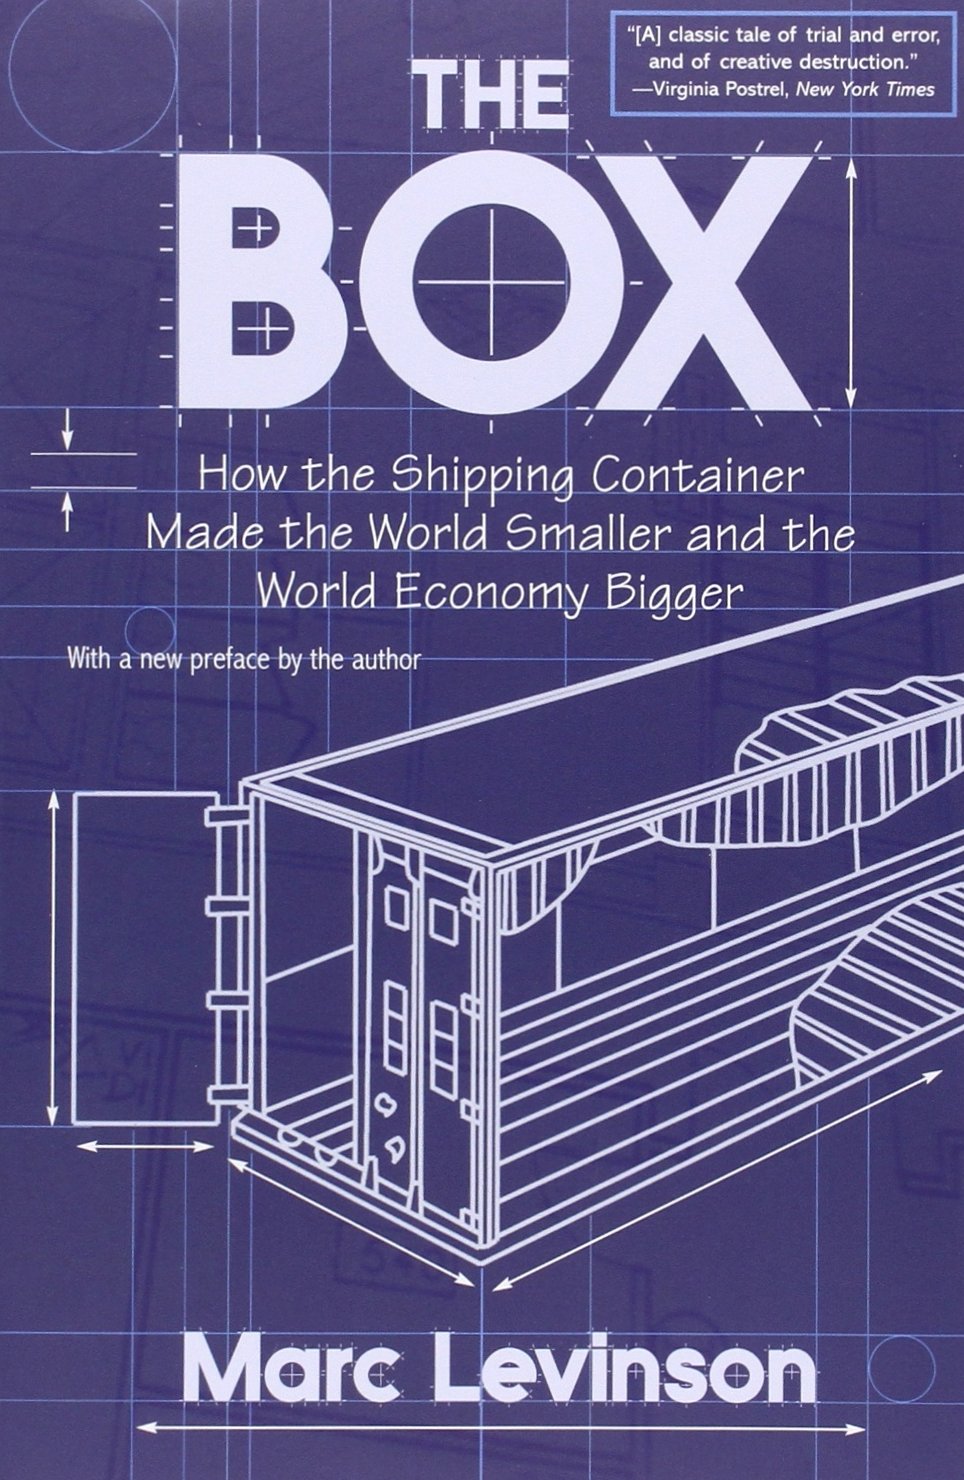 "[A] classic tale of trial and error,
and of creative destruction."
—Virginia Postrel, New York Times
THE
BOX
How the Shipping Container
Made the World Smaller and the
World Economy Bigger
With a new preface by the author
Marc Levinson